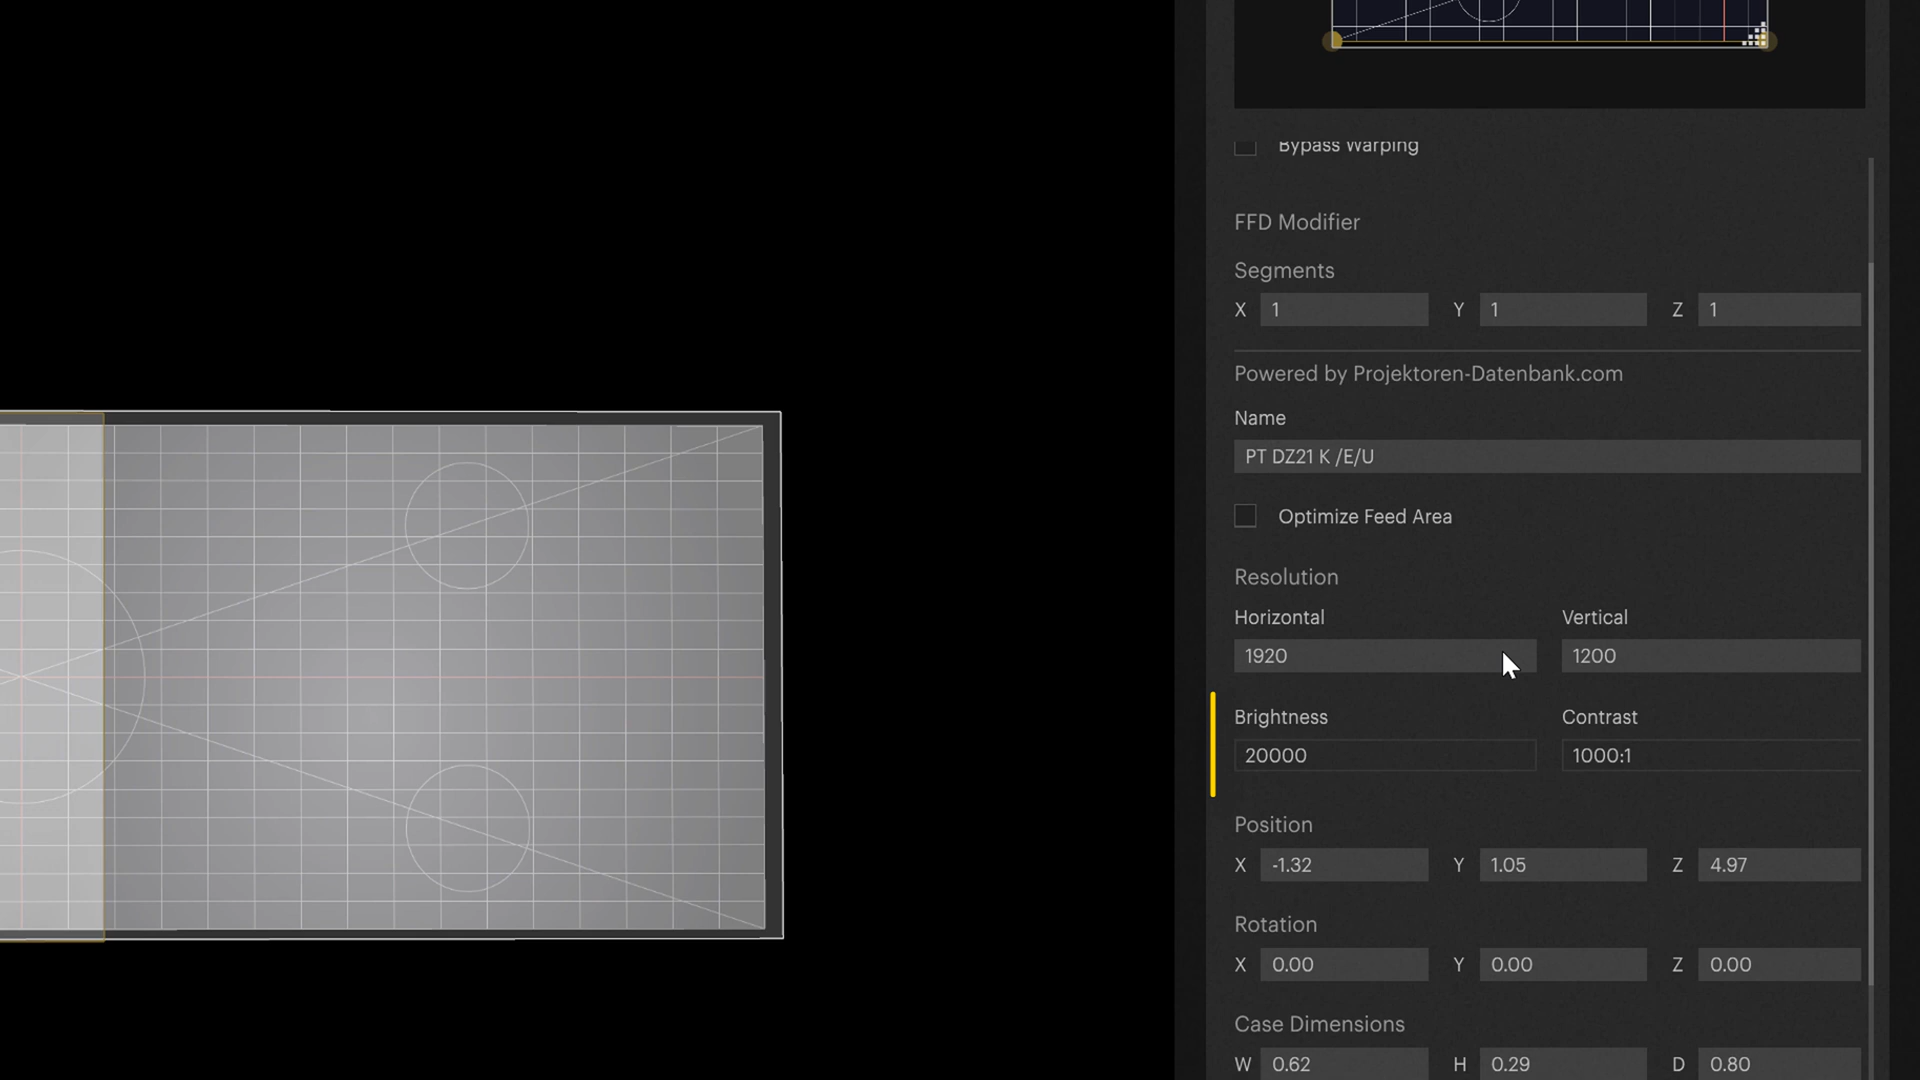 Bypass Warping
FFD Modifier
Segments
X 1 Y 1 Z 1
Powered by Projektoren-Datenbank.com
Name
PT DZ21 K /E/U
Optimize Feed Area
Resolution
Horizontal Vertical
1920 1200
Brightness Contrast
20000 1000:1
Position
X -1.32 Y 1.05 Z 4.97
Rotation
X 0.00 Y 0.00 Z 0.00
Case Dimensions
W 0.62 H 0.29 D 0.80